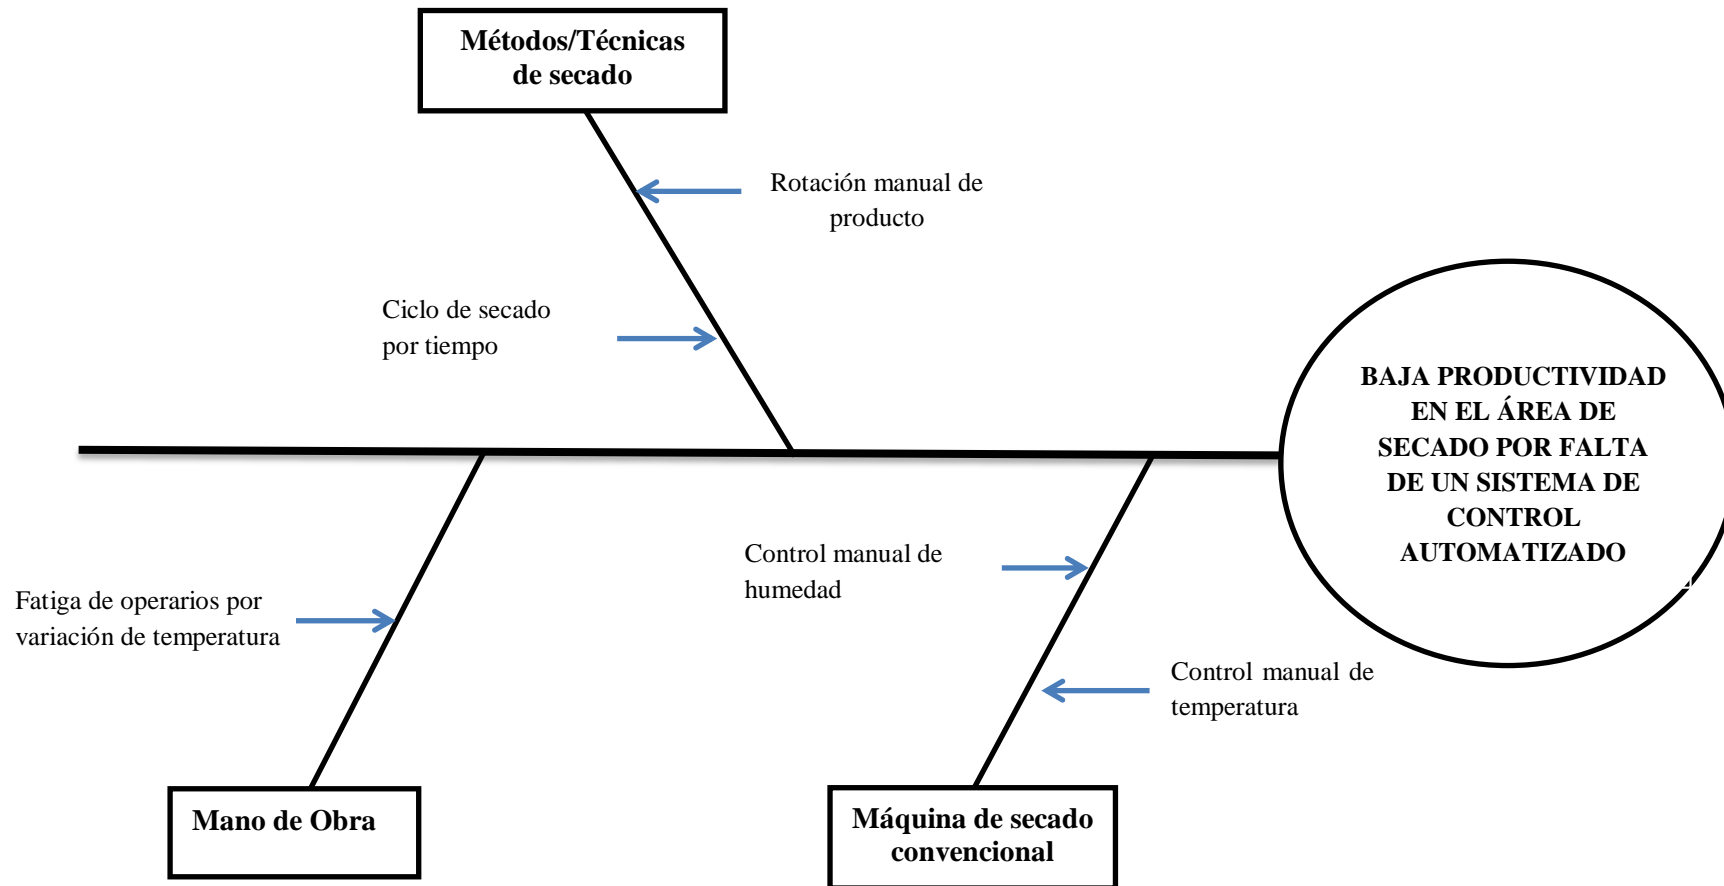 Métodos/Técnicas
de secado
Rotación manual de
producto
Ciclo de secado
por tiempo
BAJA PRODUCTIVIDAD
EN EL ÁREA DE
SECADO POR FALTA
DE UN SISTEMA DE
CONTROL
AUTOMATIZADO
Control manual de
humedad
Fatiga de operarios por
variación de temperatura
Control manual de
temperatura
Mano de Obra
Máquina de secado
convencional